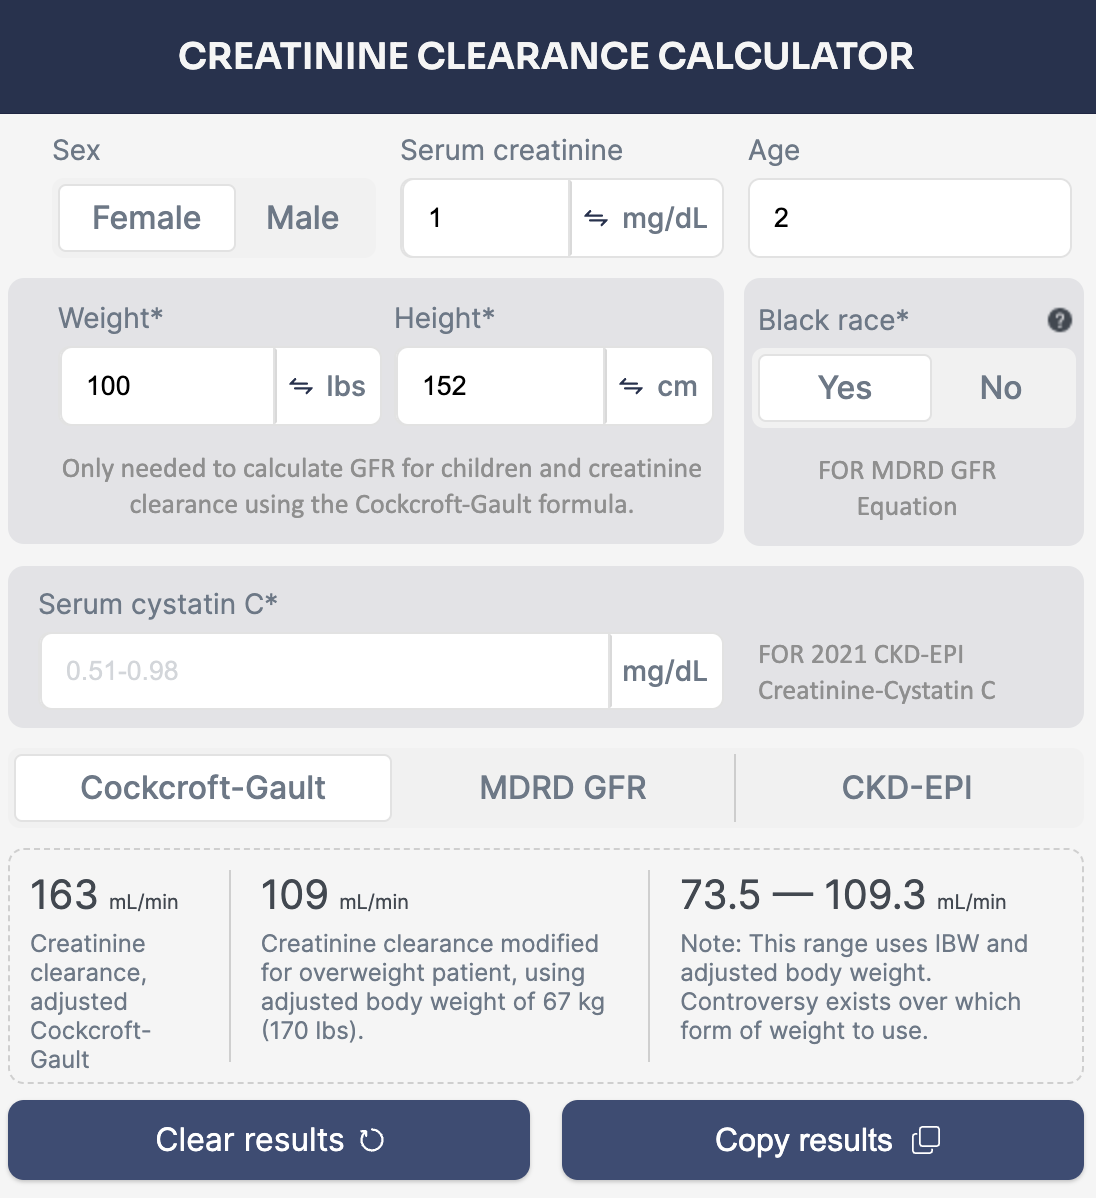 CREATININE CLEARANCE CALCULATOR
Sex
Serum creatinine
Age
Female
Male
1
⇋ mg/dL
2
Weight*
Height*
Black race*
?
100
⇋ lbs
152
⇋ cm
Yes
No
Only needed to calculate GFR for children and creatinine
clearance using the Cockcroft-Gault formula.
FOR MDRD GFR
Equation
Serum cystatin C*
0.51-0.98
mg/dL
FOR 2021 CKD-EPI
Creatinine-Cystatin C
Cockcroft-Gault
MDRD GFR
CKD-EPI
163 mL/min
Creatinine
clearance,
adjusted
Cockcroft-
Gault
109 mL/min
Creatinine clearance modified
for overweight patient, using
adjusted body weight of 67 kg
(170 lbs).
73.5 — 109.3 mL/min
Note: This range uses IBW and
adjusted body weight.
Controversy exists over which
form of weight to use.
Clear results
Copy results